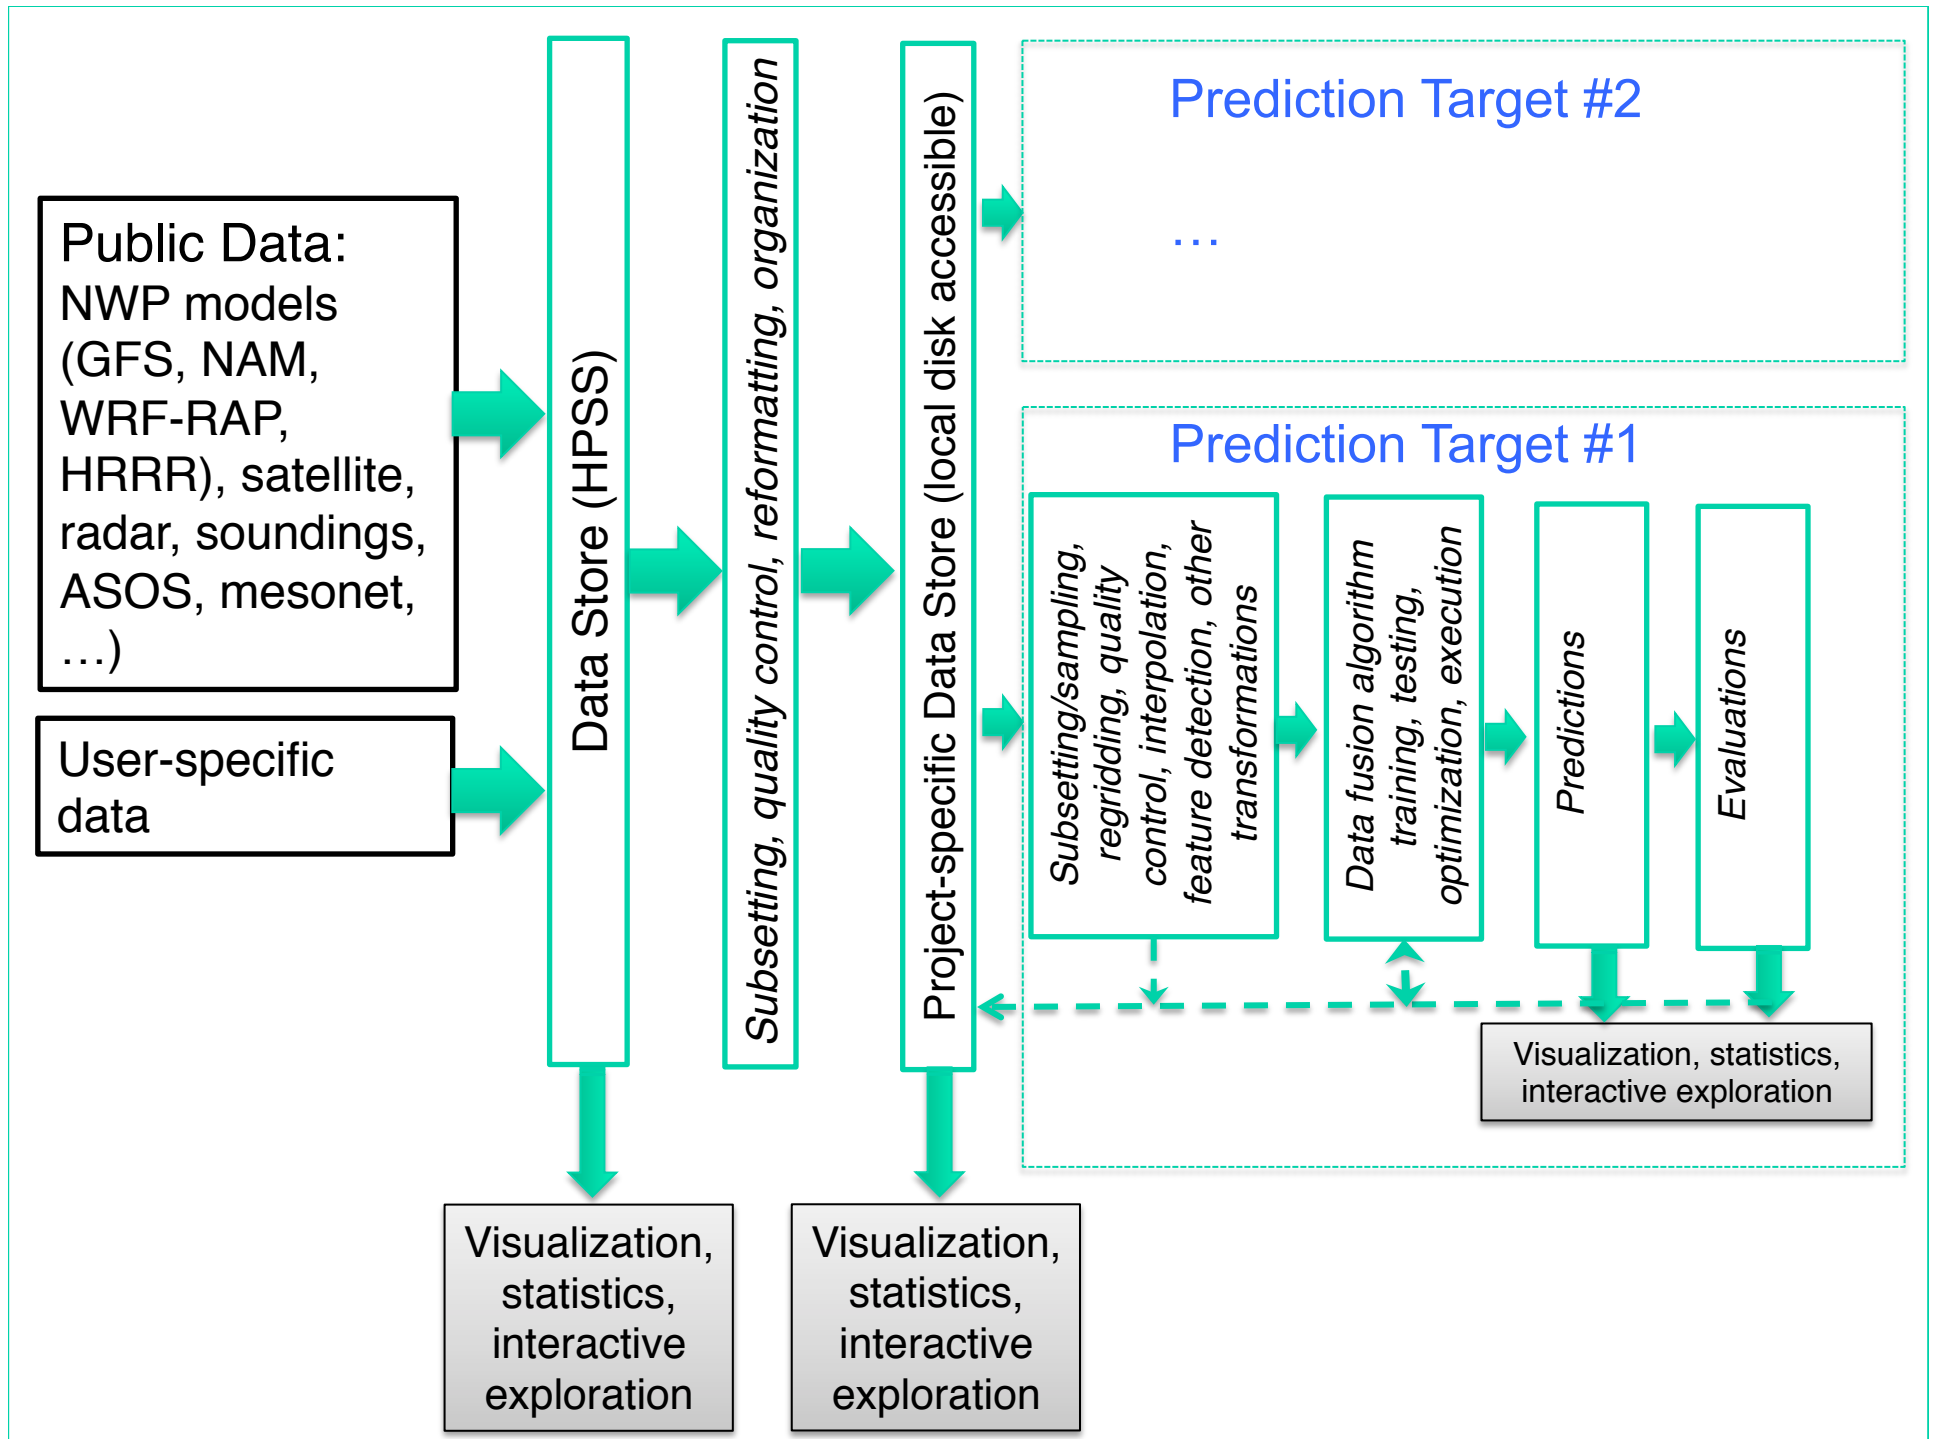 Public Data:
NWP models
(GFS, NAM,
WRF-RAP,
HRRR), satellite,
radar, soundings,
ASOS, mesonet,
…)
User-specific
data
Data Store (HPSS)
Subsetting, quality control, reformatting, organization
Project-specific Data Store (local disk accessible)
Prediction Target #2
…
Prediction Target #1
Subsetting/sampling,
regridding, quality
control, interpolation,
feature detection, other
transformations
Data fusion algorithm
training, testing,
optimization, execution
Predictions
Evaluations
Visualization, statistics,
interactive exploration
Visualization,
statistics,
interactive
exploration
Visualization,
statistics,
interactive
exploration